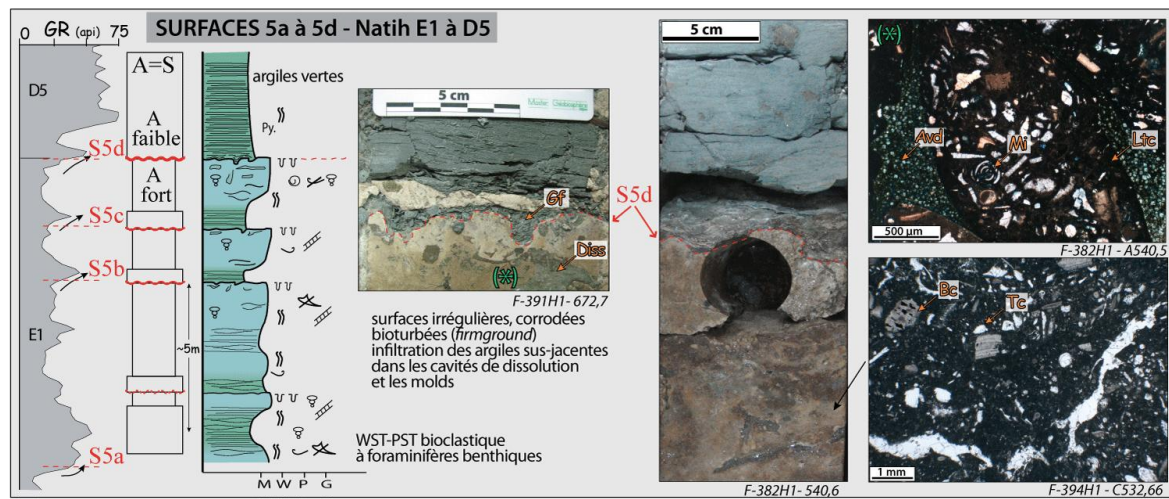 SURFACES 5a à 5d - Natih E1 à D5
0 GR (api) 75
D5
E1
S5d
S5c
S5b
S5a
A=S
A
faible
A
fort
~5m
argiles vertes
Py.
M W P G
5 cm
Gf
Diss
(*)
F-391H1- 672,7
surfaces irrégulières, corrodées
bioturbées (firmground)
infiltration des argiles sus-jacentes
dans les cavités de dissolution
et les molds
WST-PST bioclastique
à foraminifères benthiques
S5d
5 cm
F-382H1- 540,6
(*)
Avd
Mi
Ltc
500 µm
F-382H1 - A540,5
Bc
Tc
1 mm
F-394H1 - C532,66